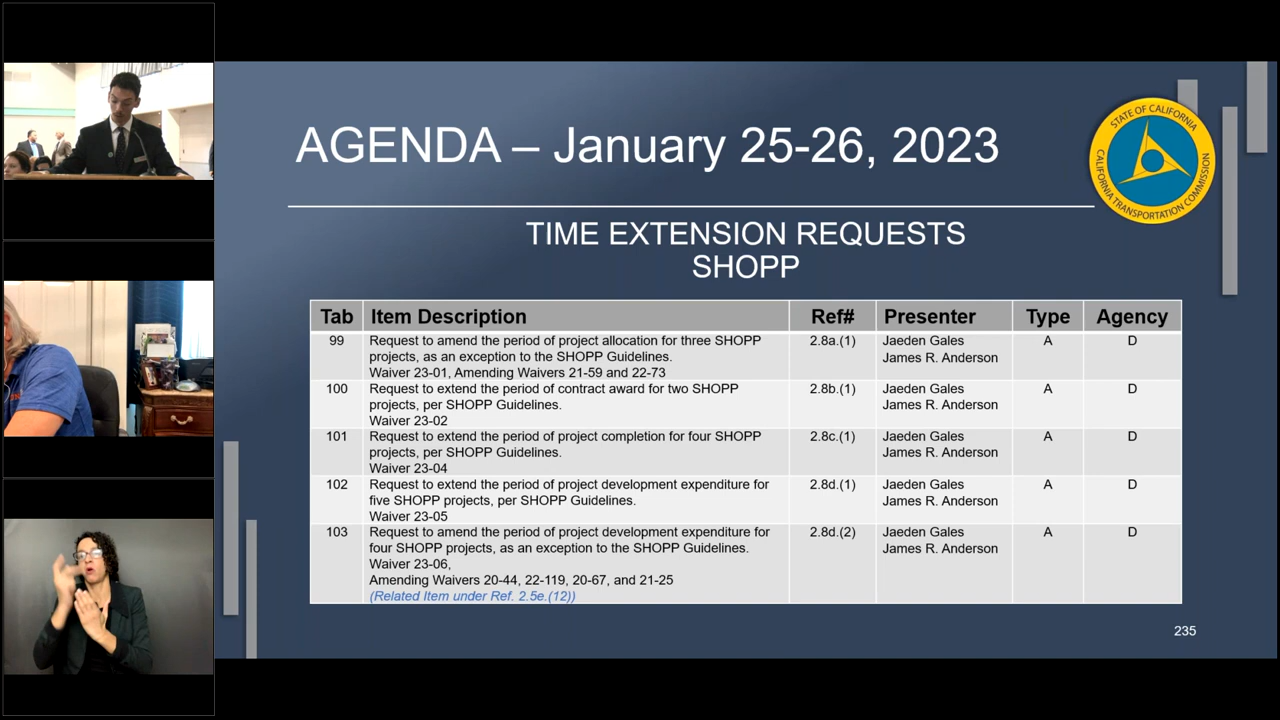 AGENDA – January 25-26, 2023
STATE OF CALIFORNIA
CALIFORNIA TRANSPORTATION COMMISSION
TIME EXTENSION REQUESTS
SHOPP
Tab Item Description Ref# Presenter Type Agency
99 Request to amend the period of project allocation for three SHOPP 2.8a.(1) Jaeden Gales A D
projects, as an exception to the SHOPP Guidelines. James R. Anderson
Waiver 23-01, Amending Waivers 21-59 and 22-73
100 Request to extend the period of contract award for two SHOPP 2.8b.(1) Jaeden Gales A D
projects, per SHOPP Guidelines. James R. Anderson
Waiver 23-02
101 Request to extend the period of project completion for four SHOPP 2.8c.(1) Jaeden Gales A D
projects, per SHOPP Guidelines. James R. Anderson
Waiver 23-04
102 Request to extend the period of project development expenditure for 2.8d.(1) Jaeden Gales A D
five SHOPP projects, per SHOPP Guidelines. James R. Anderson
Waiver 23-05
103 Request to amend the period of project development expenditure for 2.8d.(2) Jaeden Gales A D
four SHOPP projects, as an exception to the SHOPP Guidelines. James R. Anderson
Waiver 23-06,
Amending Waivers 20-44, 22-119, 20-67, and 21-25
(Related Item under Ref. 2.5e.(12))
235